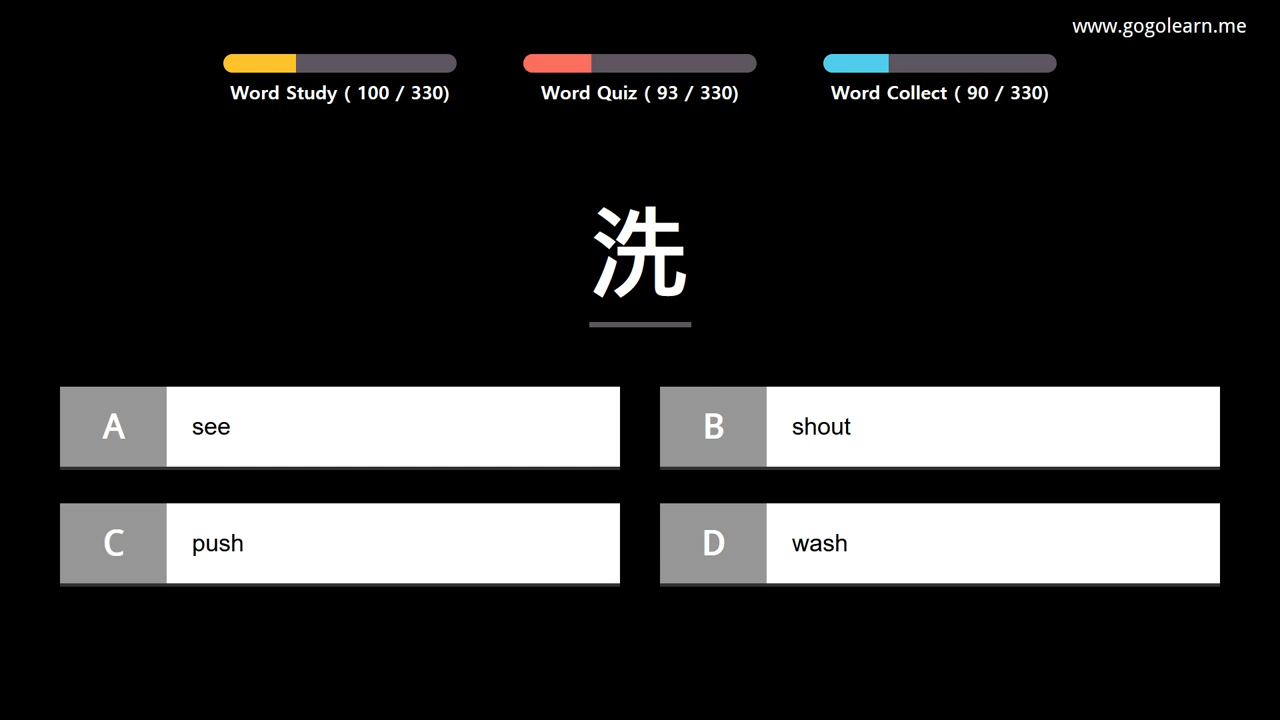 www.gogolearn.me
Word Study ( 100 / 330)
Word Quiz ( 93 / 330)
Word Collect ( 90 / 330)
洗
A see
B shout
C push
D wash